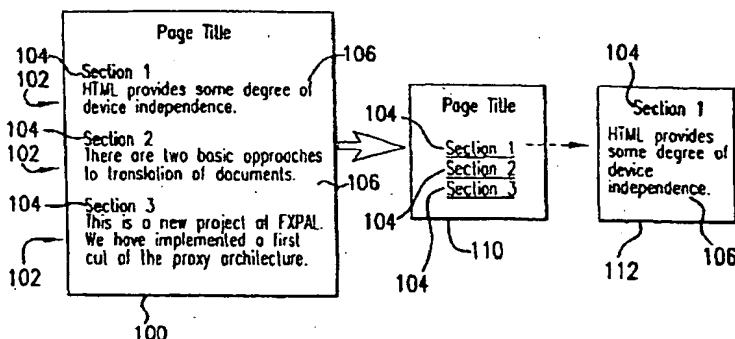 Page Title
104
Section 1
106
102
HTML provides some degree of
device independence.
104
Section 2
102
There are two basic approaches
to translation of documents.
106
104
Section 3
This is a new project at FXPAL.
We have implemented a first
cut of the proxy architecture.
102
100
Page Title
104
Section 1
Section 2
Section 3
104
104
110
104
Section 1
HTML provides
some degree of
device
independence.
112
106